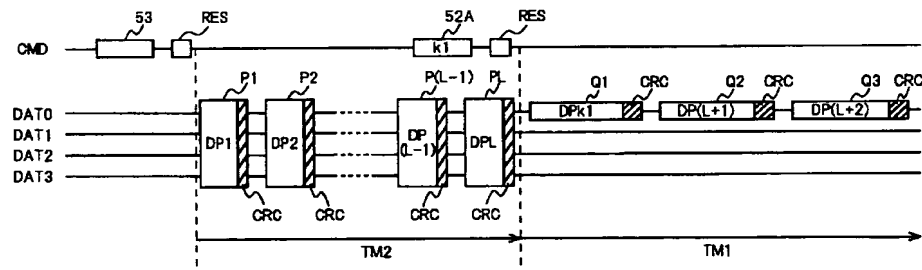 53 RES 52A RES
CMD k1
P1 P2 P(L-1) PL Q1 CRC Q2 CRC Q3 CRC
DAT0 DPk1 DP(L+1) DP(L+2)
DAT1 DP1 DP2 DP (L-1) DPL
DAT2
DAT3
CRC CRC CRC CRC
TM2 TM1